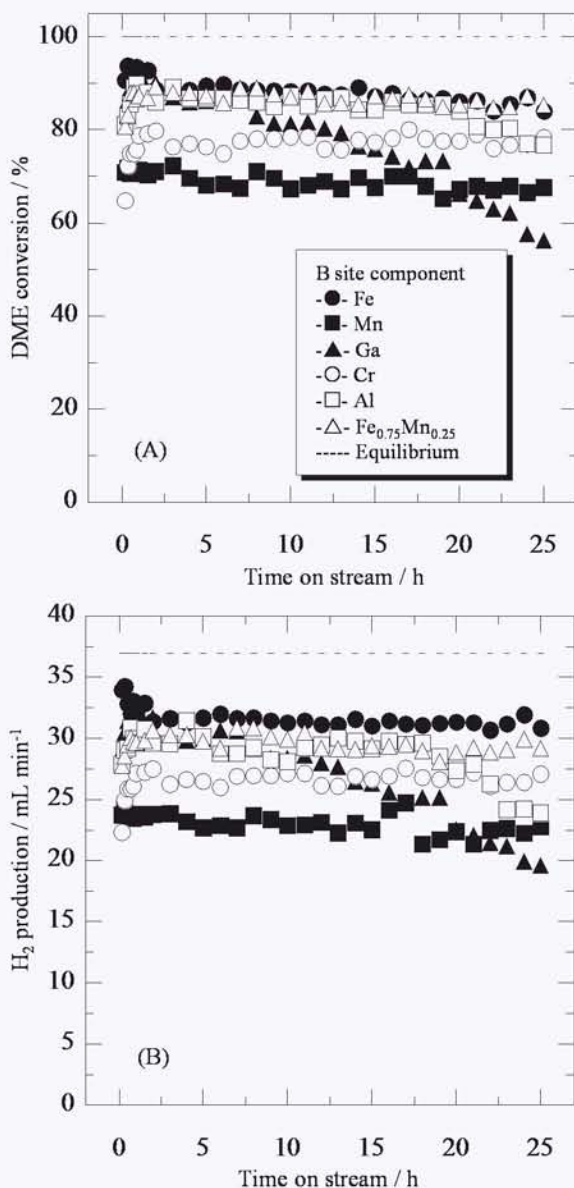 100
80
60
40
20
0
DME conversion / %
B site component
-●- Fe
-■- Mn
-▲- Ga
-○- Cr
-□- Al
-△- Fe0.75Mn0.25
----- Equilibrium
(A)
0 5 10 15 20 25
Time on stream / h
40
35
30
25
20
15
10
5
0
H2 production / mL min-1
(B)
0 5 10 15 20 25
Time on stream / h